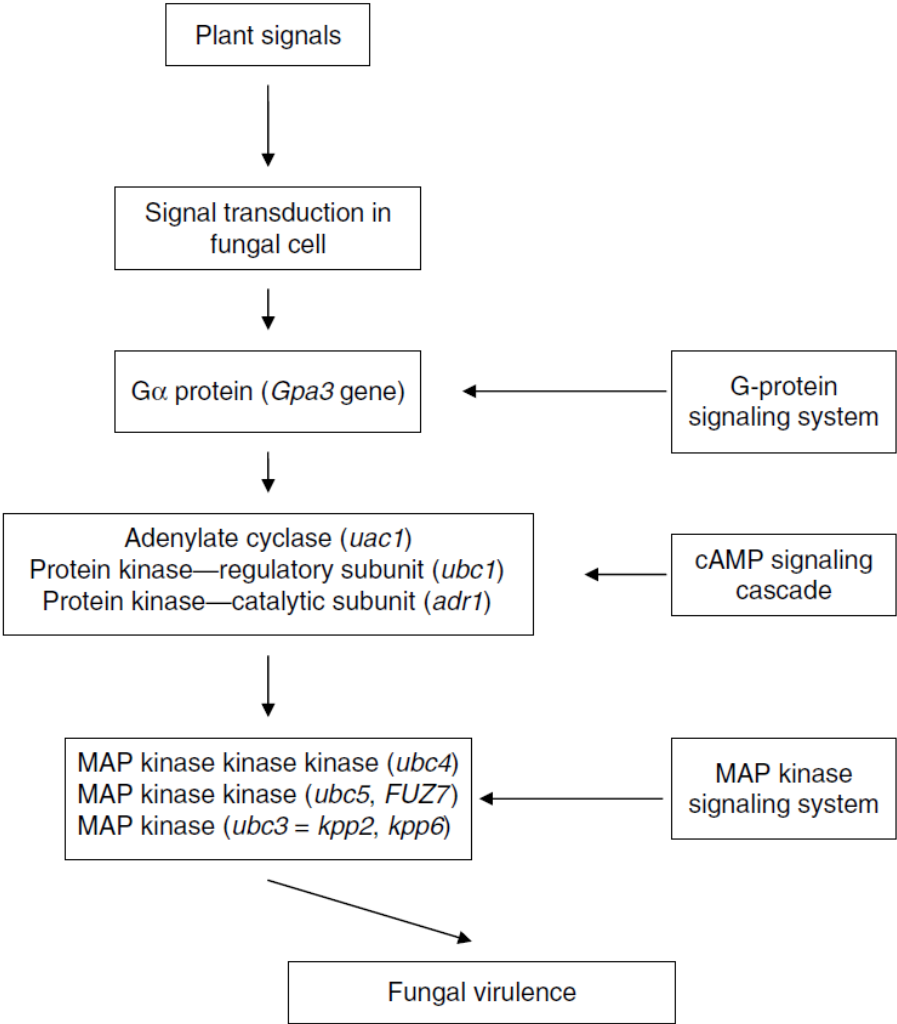 Plant signals
Signal transduction in
fungal cell
Gα protein (Gpa3 gene)
G-protein
signaling system
Adenylate cyclase (uac1)
Protein kinase—regulatory subunit (ubc1)
Protein kinase—catalytic subunit (adr1)
cAMP signaling
cascade
MAP kinase kinase kinase (ubc4)
MAP kinase kinase (ubc5, FUZ7)
MAP kinase (ubc3 = kpp2, kpp6)
MAP kinase
signaling system
Fungal virulence